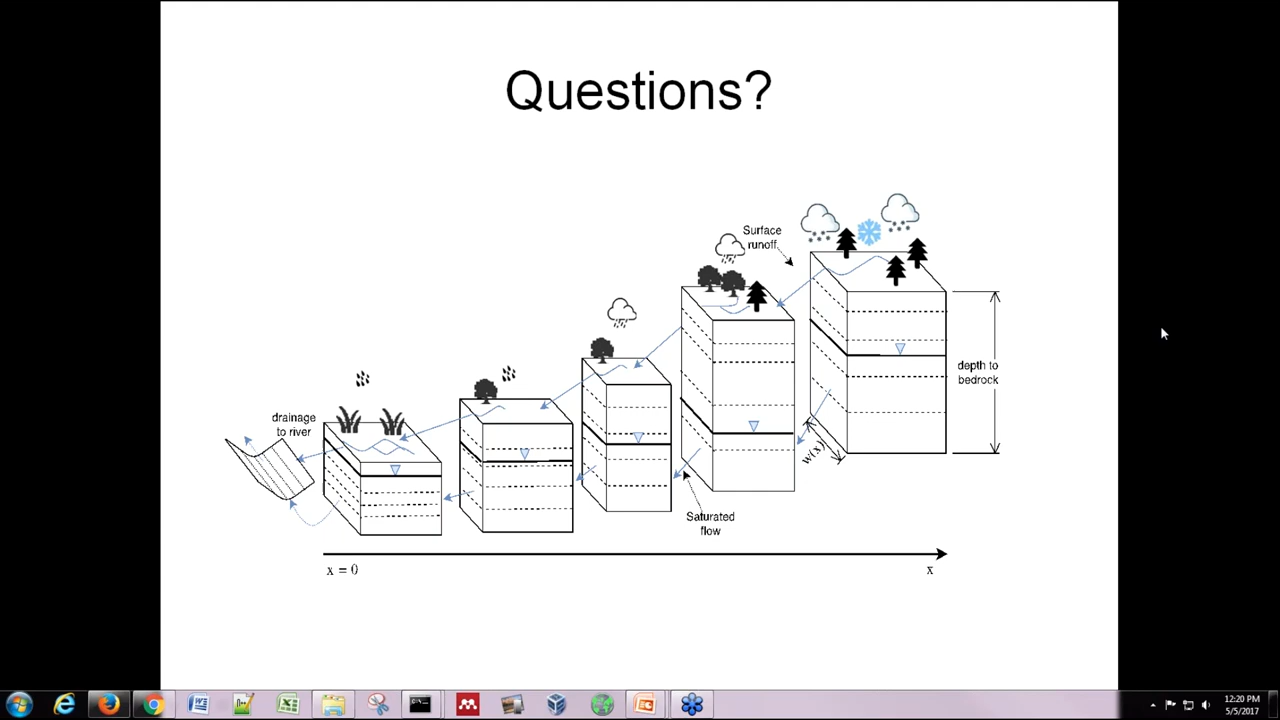 Questions?
Surface
runoff
depth to
bedrock
drainage
to river
w(x)
Saturated
flow
x = 0
x
12:20 PM
5/5/2017